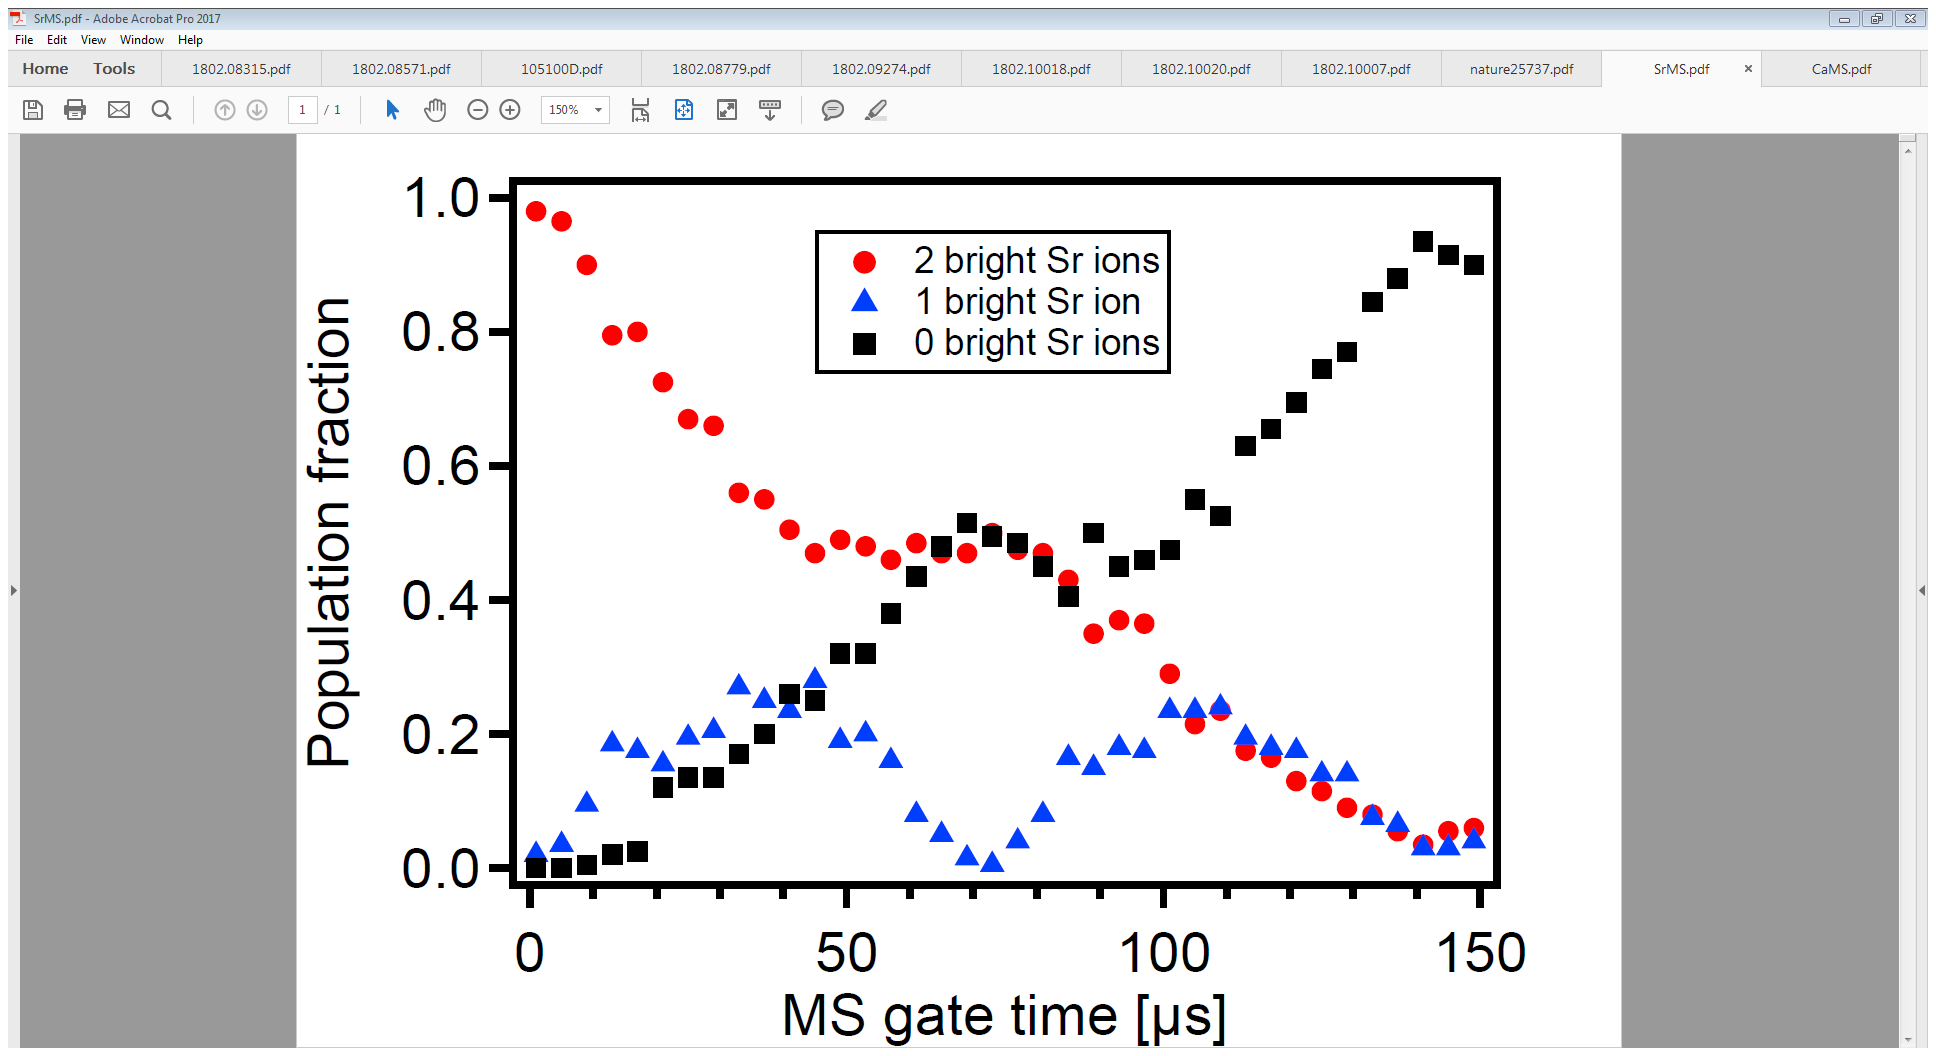 SrMS.pdf - Adobe Acrobat Pro 2017
File Edit View Window Help
Home Tools 1802.08315.pdf 1802.08571.pdf 105100D.pdf 1802.08779.pdf 1802.09274.pdf 1802.10018.pdf 1802.10020.pdf 1802.10007.pdf nature25737.pdf SrMS.pdf × CaMS.pdf
1 / 1 150%
1.0
0.8
0.6
0.4
0.2
0.0
Population fraction
2 bright Sr ions
1 bright Sr ion
0 bright Sr ions
0 50 100 150
MS gate time [µs]